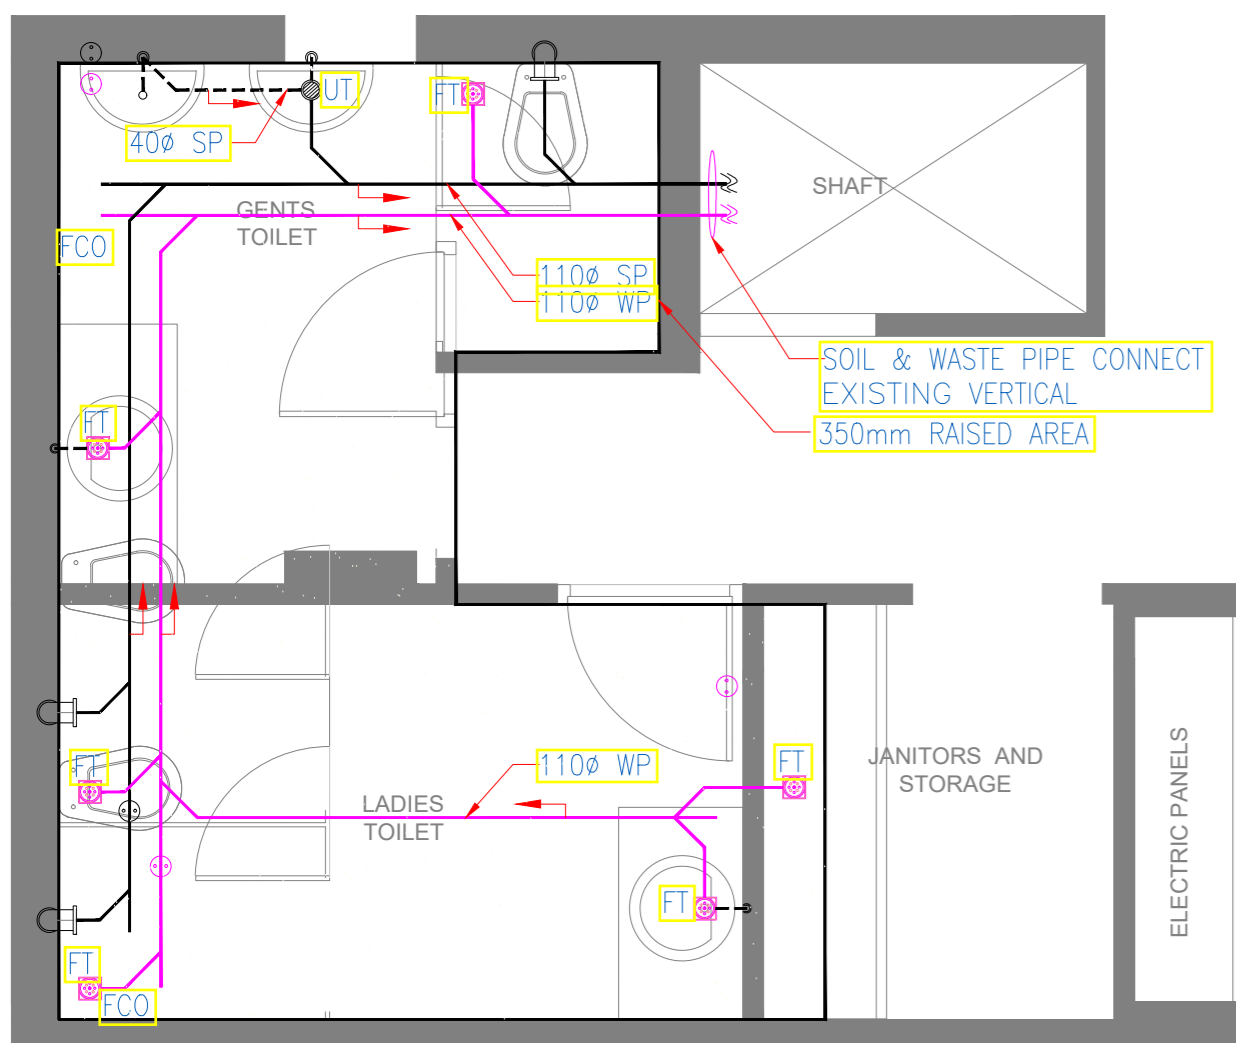 UT
FT
40ø SP
SHAFT
GENTS
TOILET
FCO
110ø SP
110ø WP
SOIL & WASTE PIPE CONNECT
EXISTING VERTICAL
350mm RAISED AREA
FT
FT
110ø WP
FT
JANITORS AND
STORAGE
LADIES
TOILET
ELECTRIC PANELS
FT
FT
FCO